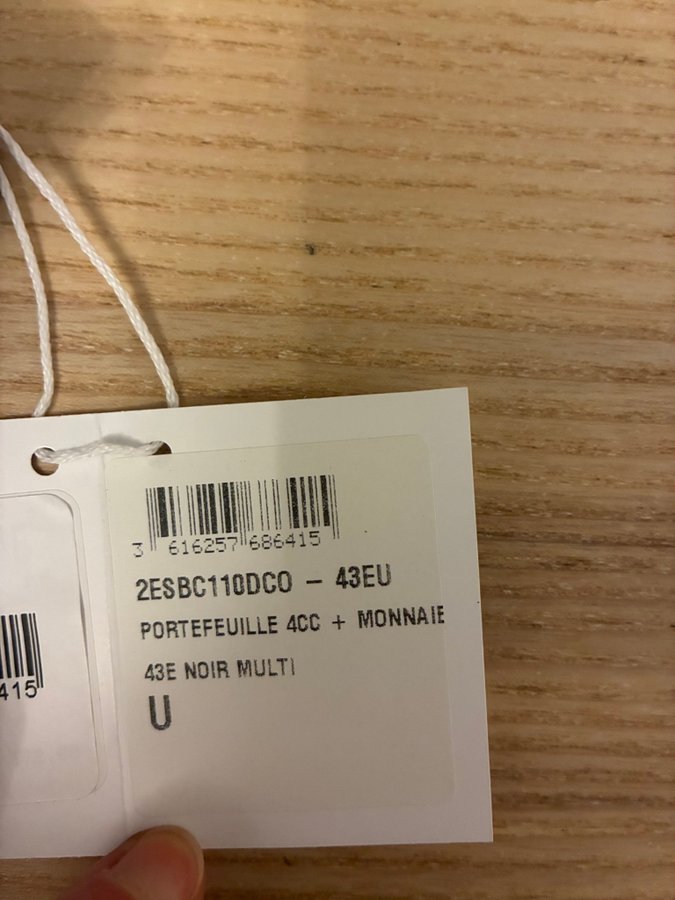 3 616257 686415
2ESBC110DCO – 43EU
PORTEFEUILLE 4CC + MONNAIE
43E NOIR MULTI
U
415